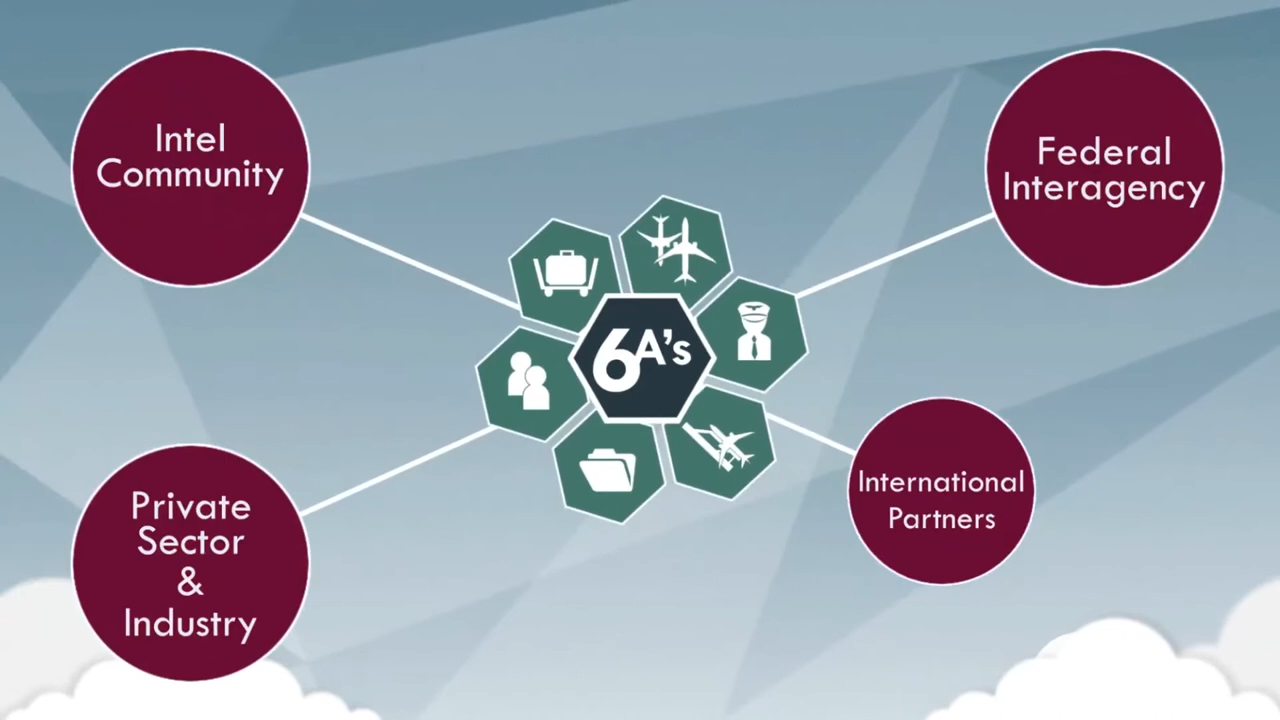 Intel
Community
Federal
Interagency
6A's
International
Partners
Private
Sector
&
Industry